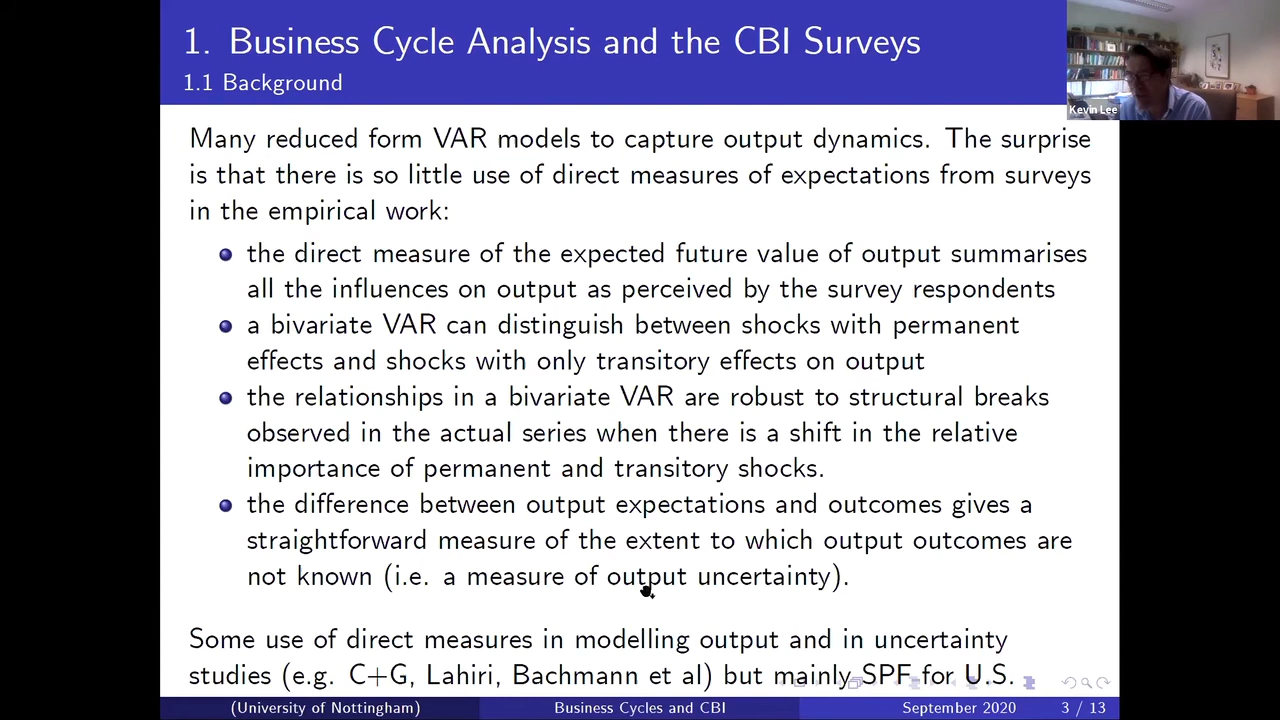 1. Business Cycle Analysis and the CBI Surveys
1.1 Background
Kevin Lee
Many reduced form VAR models to capture output dynamics. The surprise
is that there is so little use of direct measures of expectations from surveys
in the empirical work:
the direct measure of the expected future value of output summarises
all the influences on output as perceived by the survey respondents
a bivariate VAR can distinguish between shocks with permanent
effects and shocks with only transitory effects on output
the relationships in a bivariate VAR are robust to structural breaks
observed in the actual series when there is a shift in the relative
importance of permanent and transitory shocks.
the difference between output expectations and outcomes gives a
straightforward measure of the extent to which output outcomes are
not known (i.e. a measure of output uncertainty).
Some use of direct measures in modelling output and in uncertainty
studies (e.g. C+G, Lahiri, Bachmann et al) but mainly SPF for U.S.
(University of Nottingham) Business Cycles and CBI September 2020 3 / 13